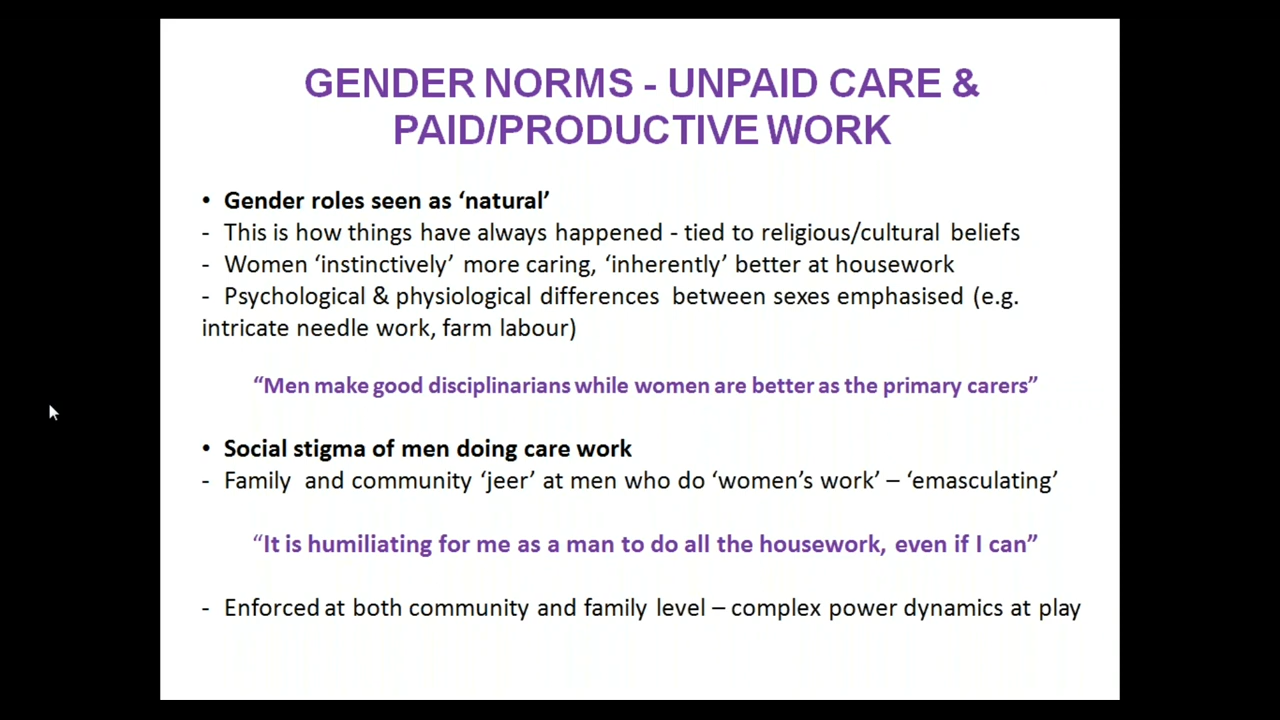 GENDER NORMS - UNPAID CARE &
PAID/PRODUCTIVE WORK
• Gender roles seen as ‘natural’
- This is how things have always happened - tied to religious/cultural beliefs
- Women ‘instinctively’ more caring, ‘inherently’ better at housework
- Psychological & physiological differences between sexes emphasised (e.g.
intricate needle work, farm labour)
“Men make good disciplinarians while women are better as the primary carers”
• Social stigma of men doing care work
- Family and community ‘jeer’ at men who do ‘women’s work’ – ‘emasculating’
“It is humiliating for me as a man to do all the housework, even if I can”
- Enforced at both community and family level – complex power dynamics at play